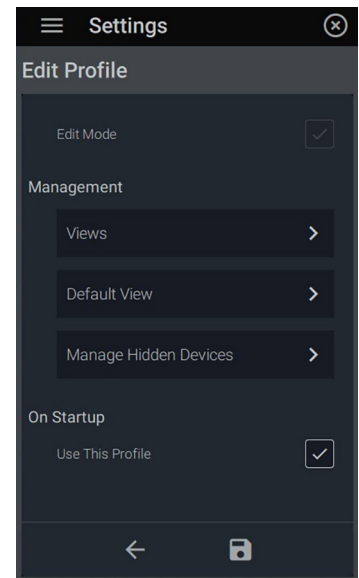 Settings
Edit Profile
Edit Mode
Management
Views
Default View
Manage Hidden Devices
On Startup
Use This Profile